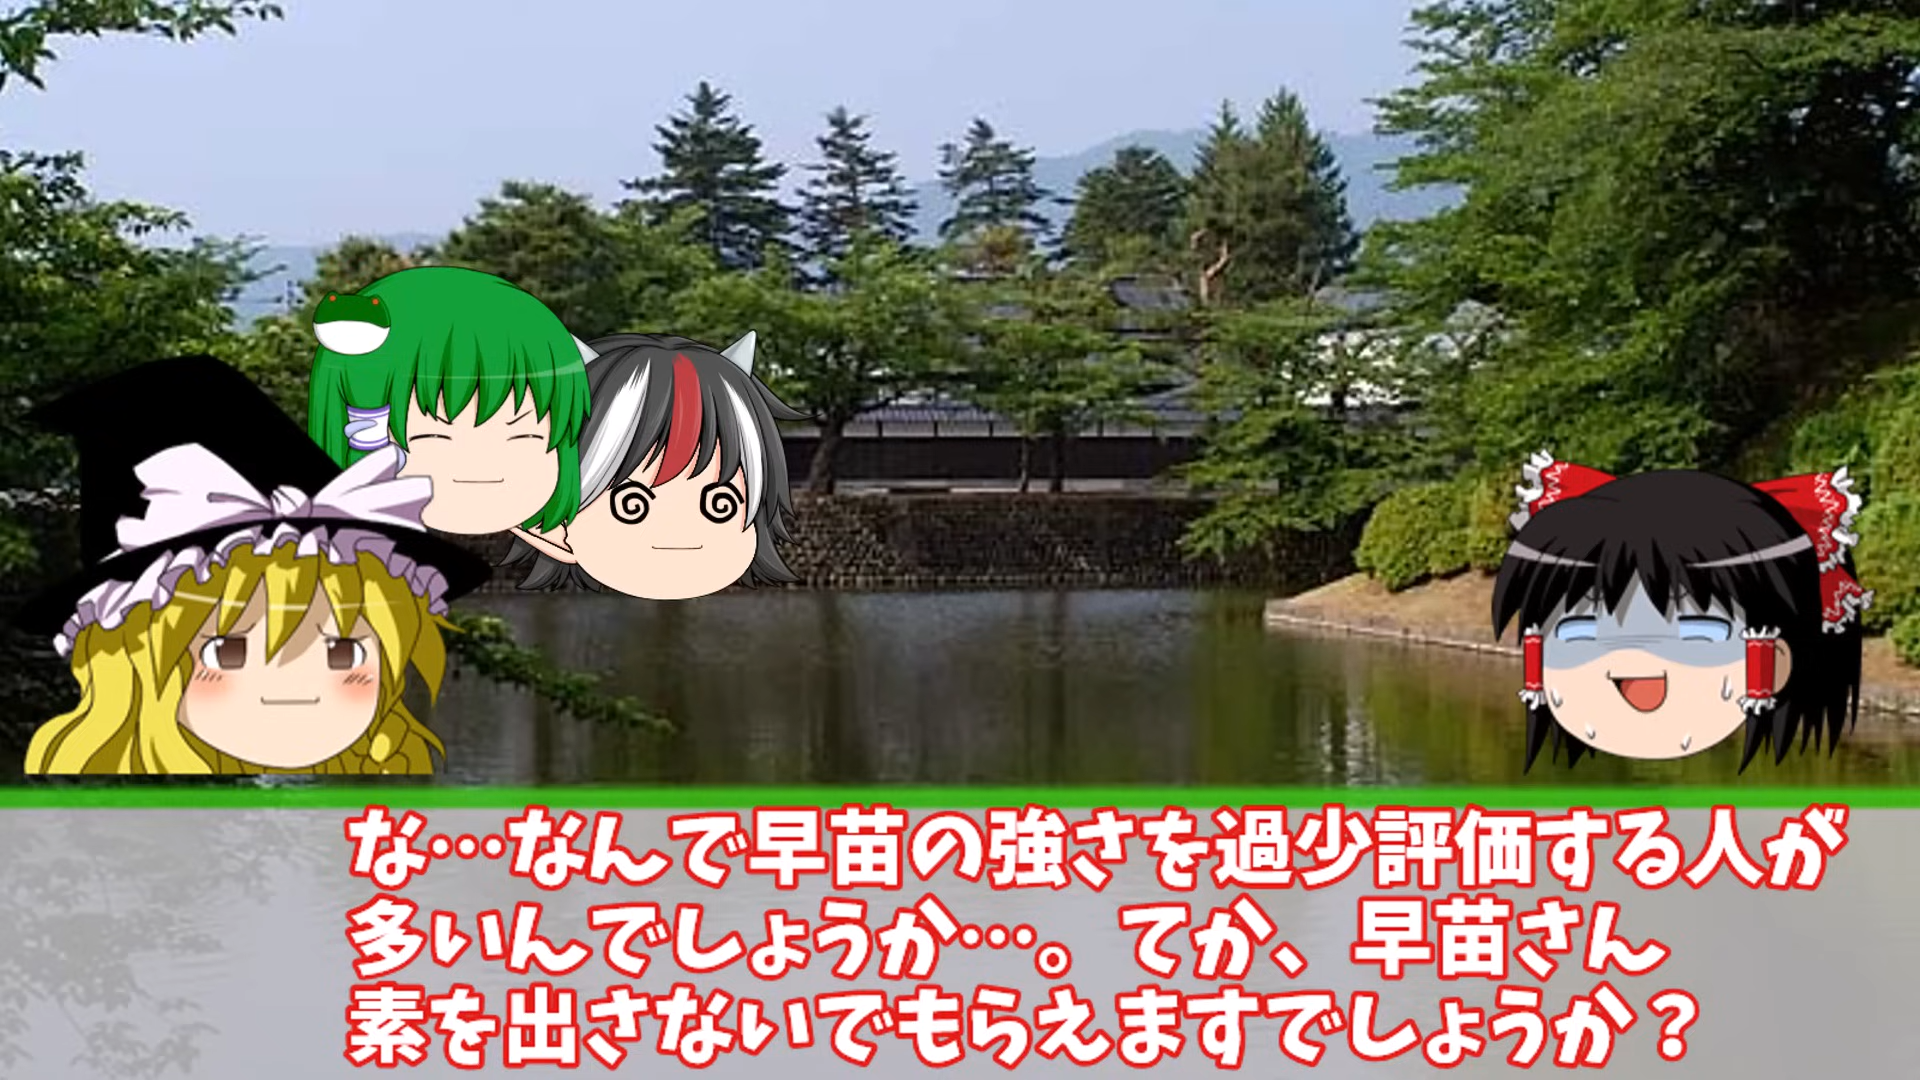 な…なんで早苗の強さを過少評価する人が
多いんでしょうか…。てか、早苗さん
素を出さないでもらえますでしょうか？